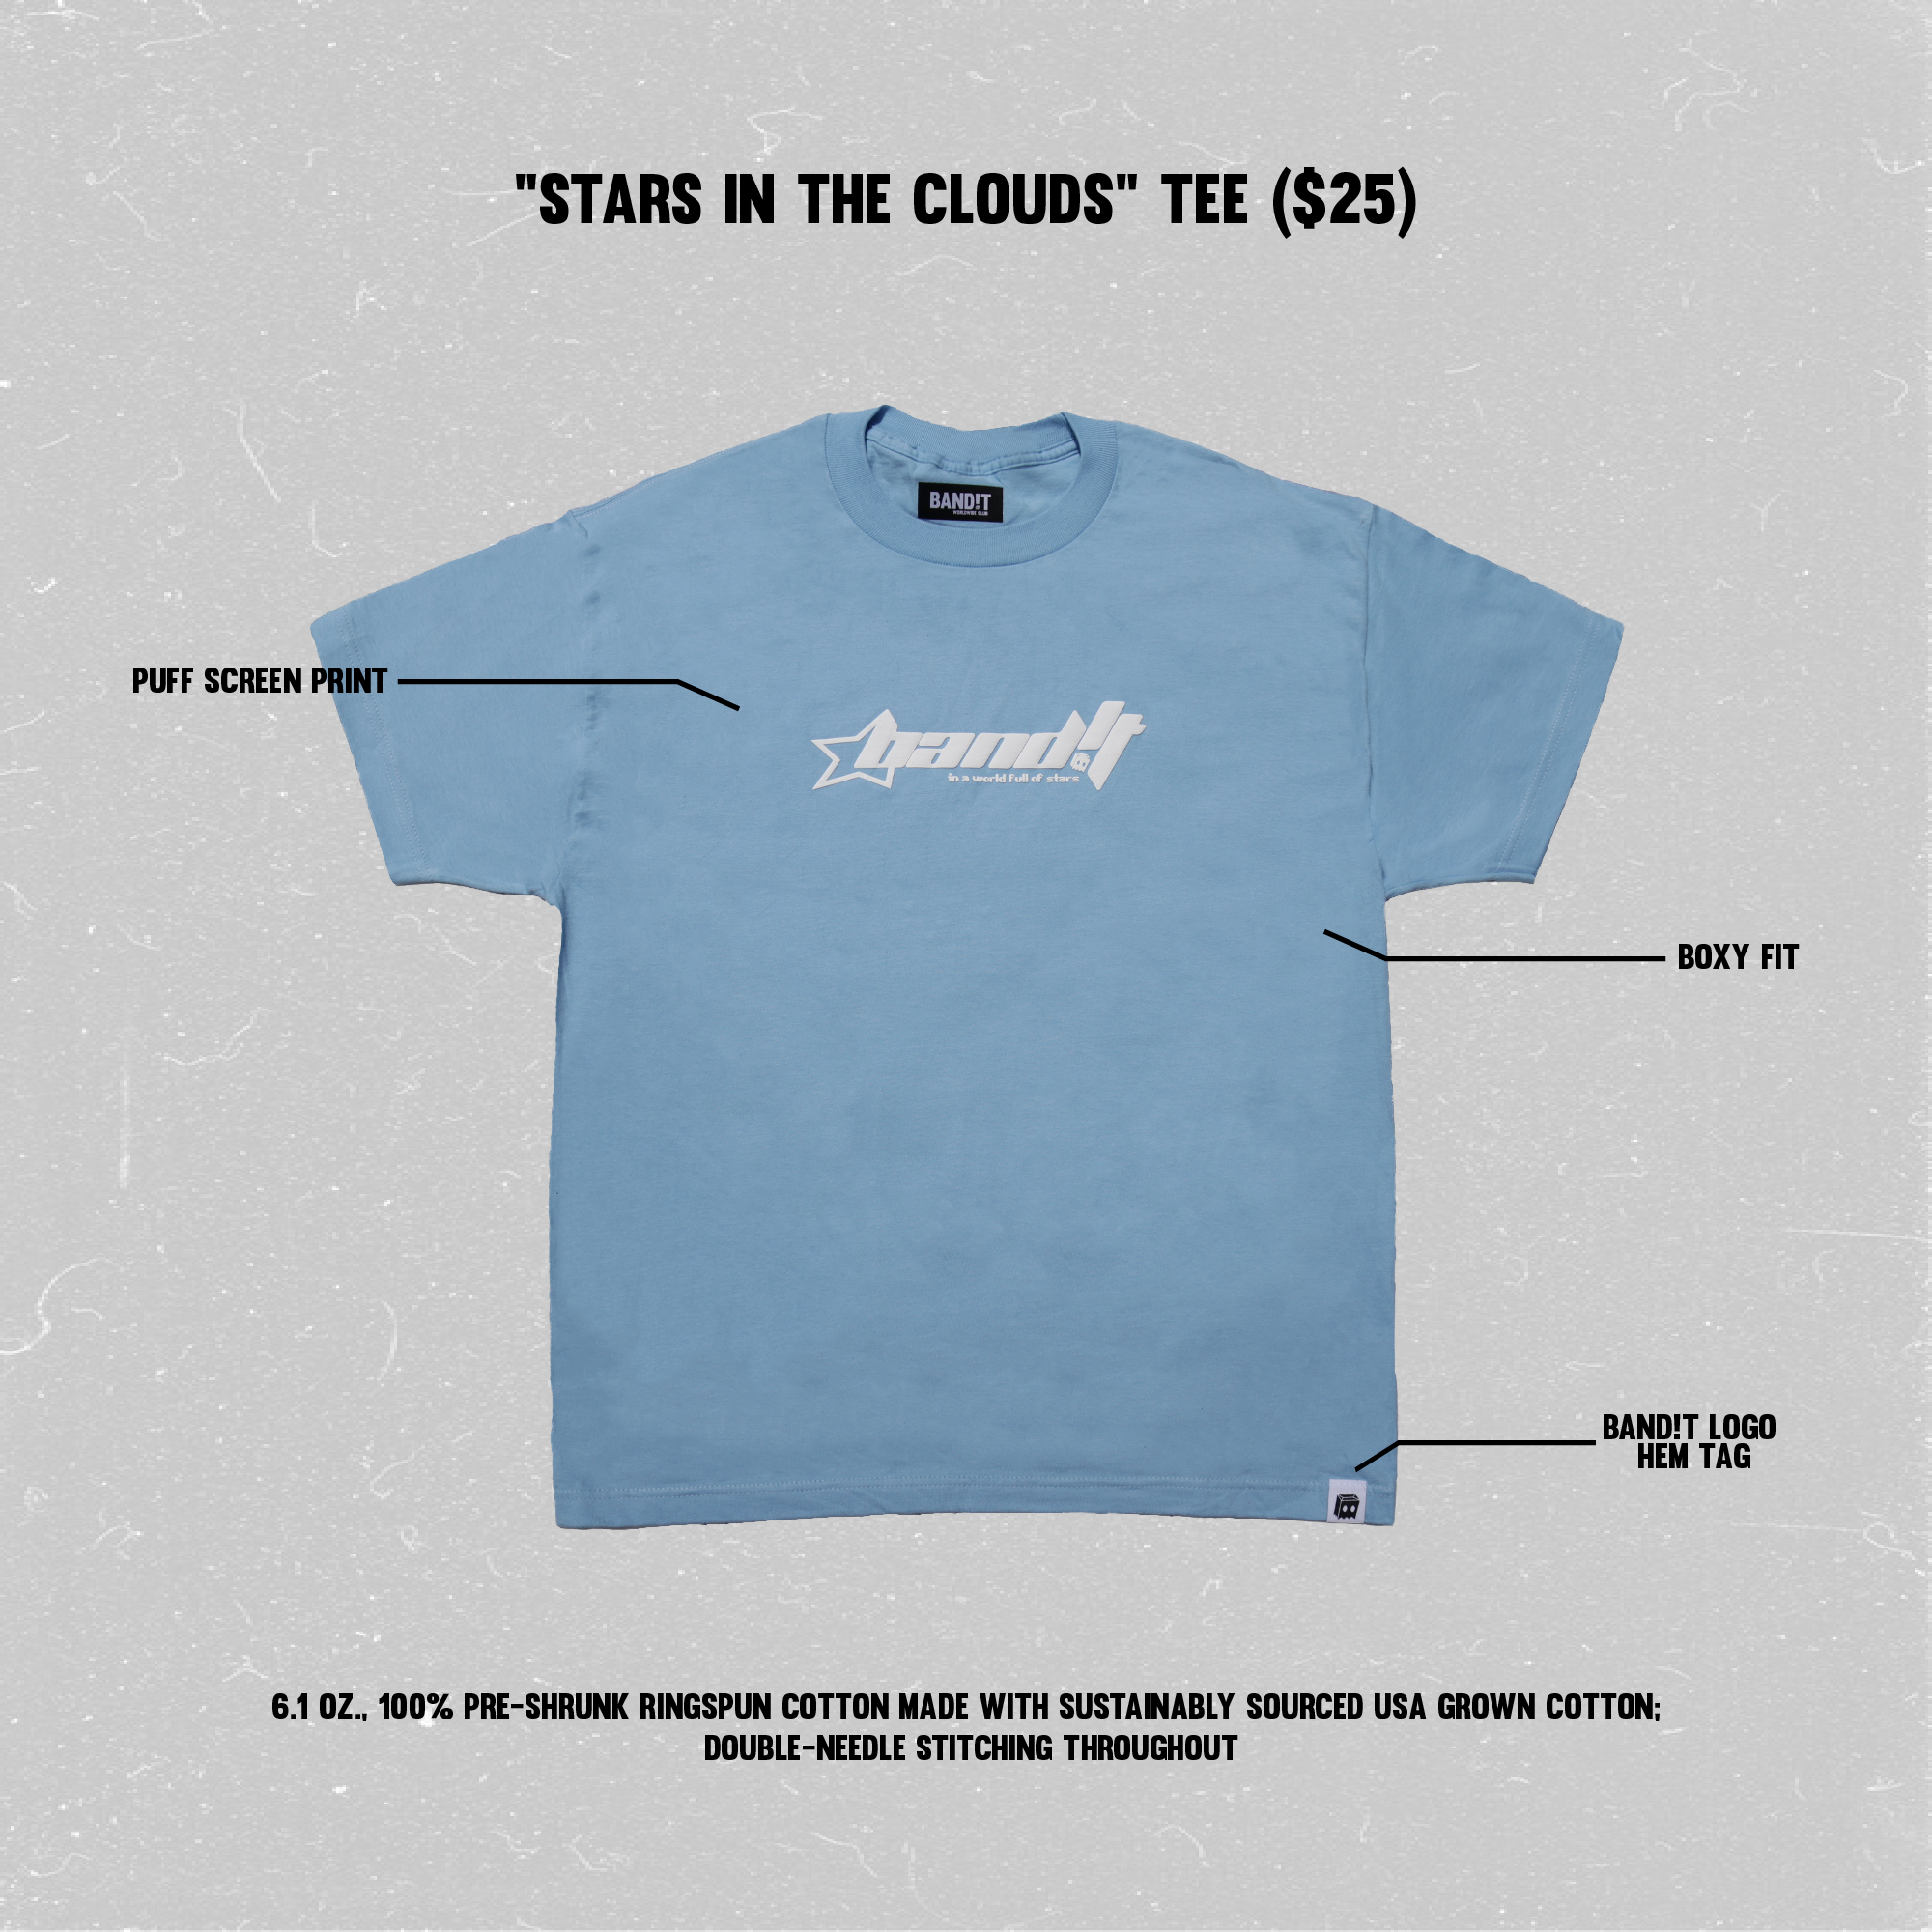 "STARS IN THE CLOUDS" TEE ($25)
BAND!T
WORLDWIDE CLUB
PUFF SCREEN PRINT
band!t
in a world full of stars
BOXY FIT
BAND!T LOGO
HEM TAG
6.1 OZ., 100% PRE-SHRUNK RINGSPUN COTTON MADE WITH SUSTAINABLY SOURCED USA GROWN COTTON;
DOUBLE-NEEDLE STITCHING THROUGHOUT